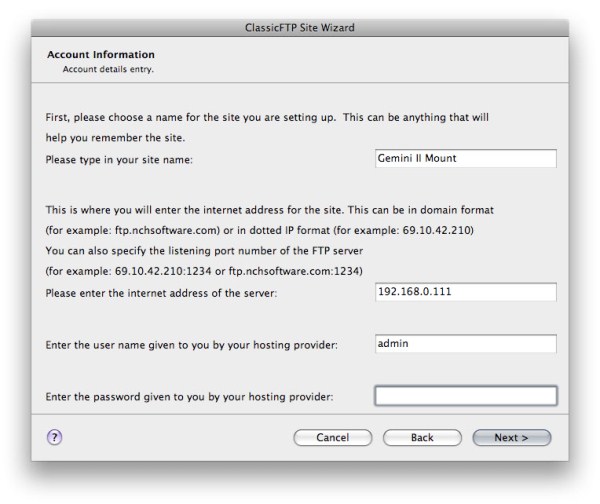 ClassicFTP Site Wizard
Account Information
Account details entry.
First, please choose a name for the site you are setting up.  This can be anything that will
help you remember the site.
Please type in your site name:
Gemini II Mount
This is where you will enter the internet address for the site. This can be in domain format
(for example: ftp.nchsoftware.com) or in dotted IP format (for example: 69.10.42.210)
You can also specify the listening port number of the FTP server
(for example: 69.10.42.210:1234 or ftp.nchsoftware.com:1234)
Please enter the internet address of the server:
192.168.0.111
Enter the user name given to you by your hosting provider:
admin
Enter the password given to you by your hosting provider:
?
Cancel
Back
Next >